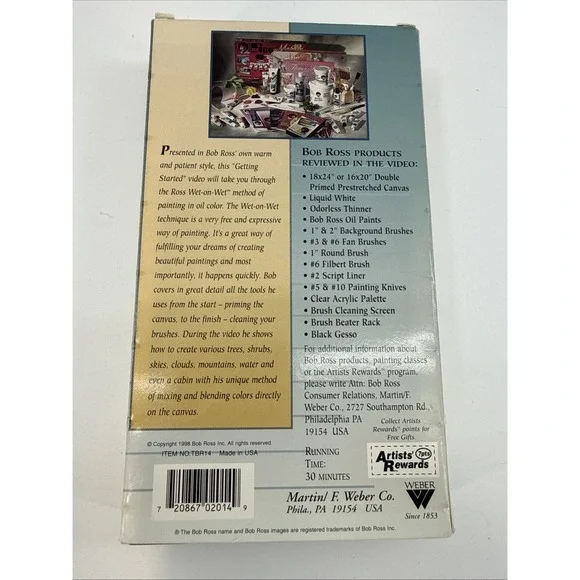 Presented in Bob Ross' own warm
and patient style, this "Getting
Started" video will take you through
the Ross Wet-on-Wet® method of
painting in oil color. The Wet-on-Wet
technique is a very free and expressive
way of painting. It's a great way of
fulfilling your dreams of creating
beautiful paintings and most
importantly, it happens quickly. Bob
covers in great detail all the tools he
uses from the start – priming the
canvas, to the finish – cleaning your
brushes. During the video he shows
how to create various trees, shrubs,
skies, clouds, mountains, water and
even a cabin with his unique method
of mixing and blending colors directly
on the canvas.
BOB ROSS PRODUCTS
REVIEWED IN THE VIDEO:
• 18x24" or 16x20" Double
Primed Prestretched Canvas
• Liquid White
• Odorless Thinner
• Bob Ross Oil Paints
• 1" & 2" Background Brushes
• #3 & #6 Fan Brushes
• 1" Round Brush
• #6 Filbert Brush
• #2 Script Liner
• #5 & #10 Painting Knives
• Clear Acrylic Palette
• Brush Cleaning Screen
• Brush Beater Rack
• Black Gesso
For additional information about
Bob Ross products, painting classes
or the Artists Rewards™ program,
please write Attn: Bob Ross
Consumer Relations, Martin/F.
Weber Co., 2727 Southampton Rd.,
Philadelphia PA
19154 USA
Collect Artists
Rewards™ points for
Free Gifts.
RUNNING
TIME:
30 MINUTES
Artists' 7pts
Rewards
© Copyright 1998 Bob Ross Inc. All rights reserved.
ITEM NO.TBR14 Made in USA
7 20867 02014 9
Martin/ F. Weber Co.
Phila., PA 19154 USA
WEBER
W
Since 1853
® The Bob Ross name and Bob Ross images are registered trademarks of Bob Ross Inc.